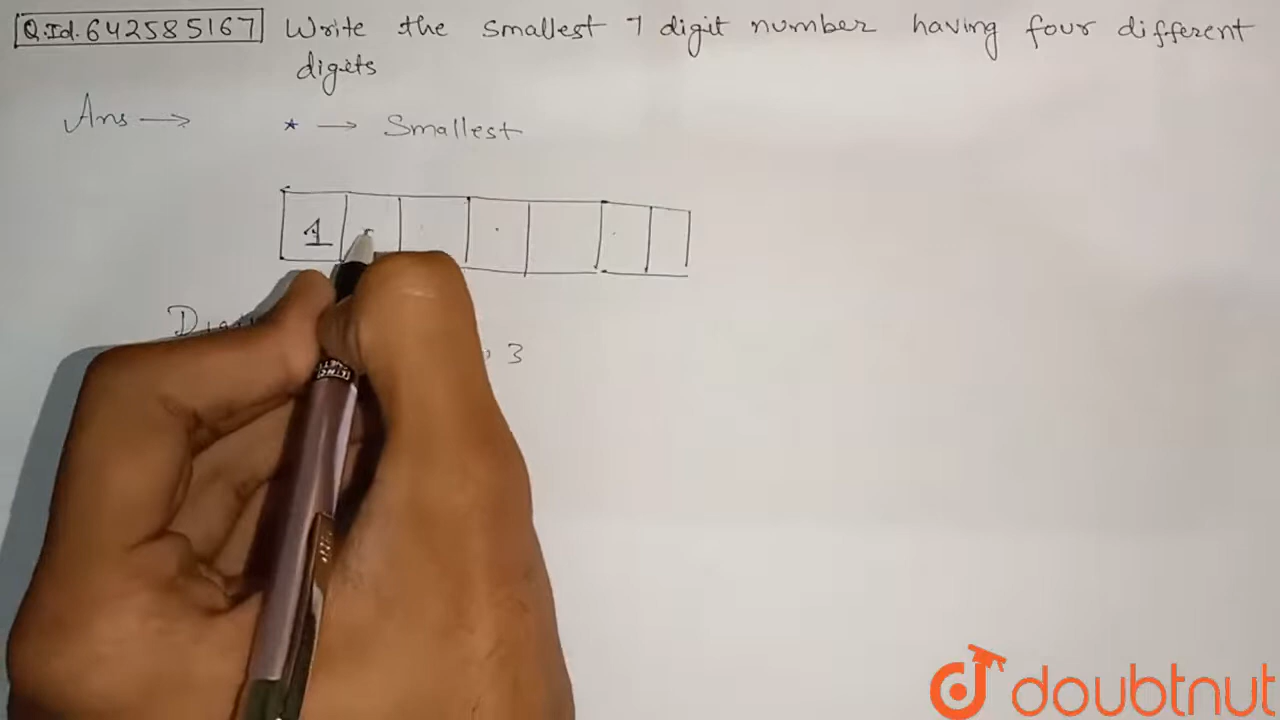 Q.Id. 642585167 Write the smallest 7 digit number having four different
digits
Ans → * → Smallest
1
3
doubtnut